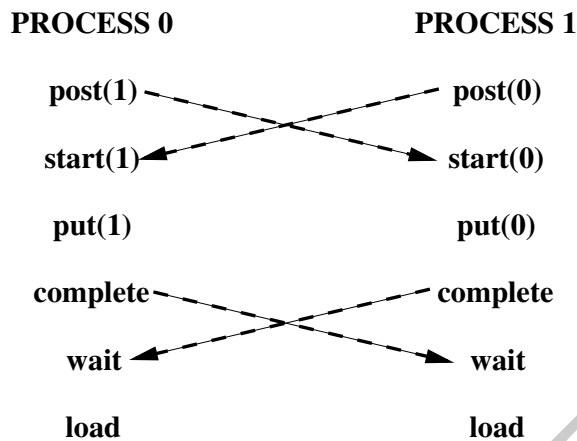 PROCESS 0 PROCESS 1
post(1) post(0)
start(1) start(0)
put(1) put(0)
complete complete
wait wait
load load